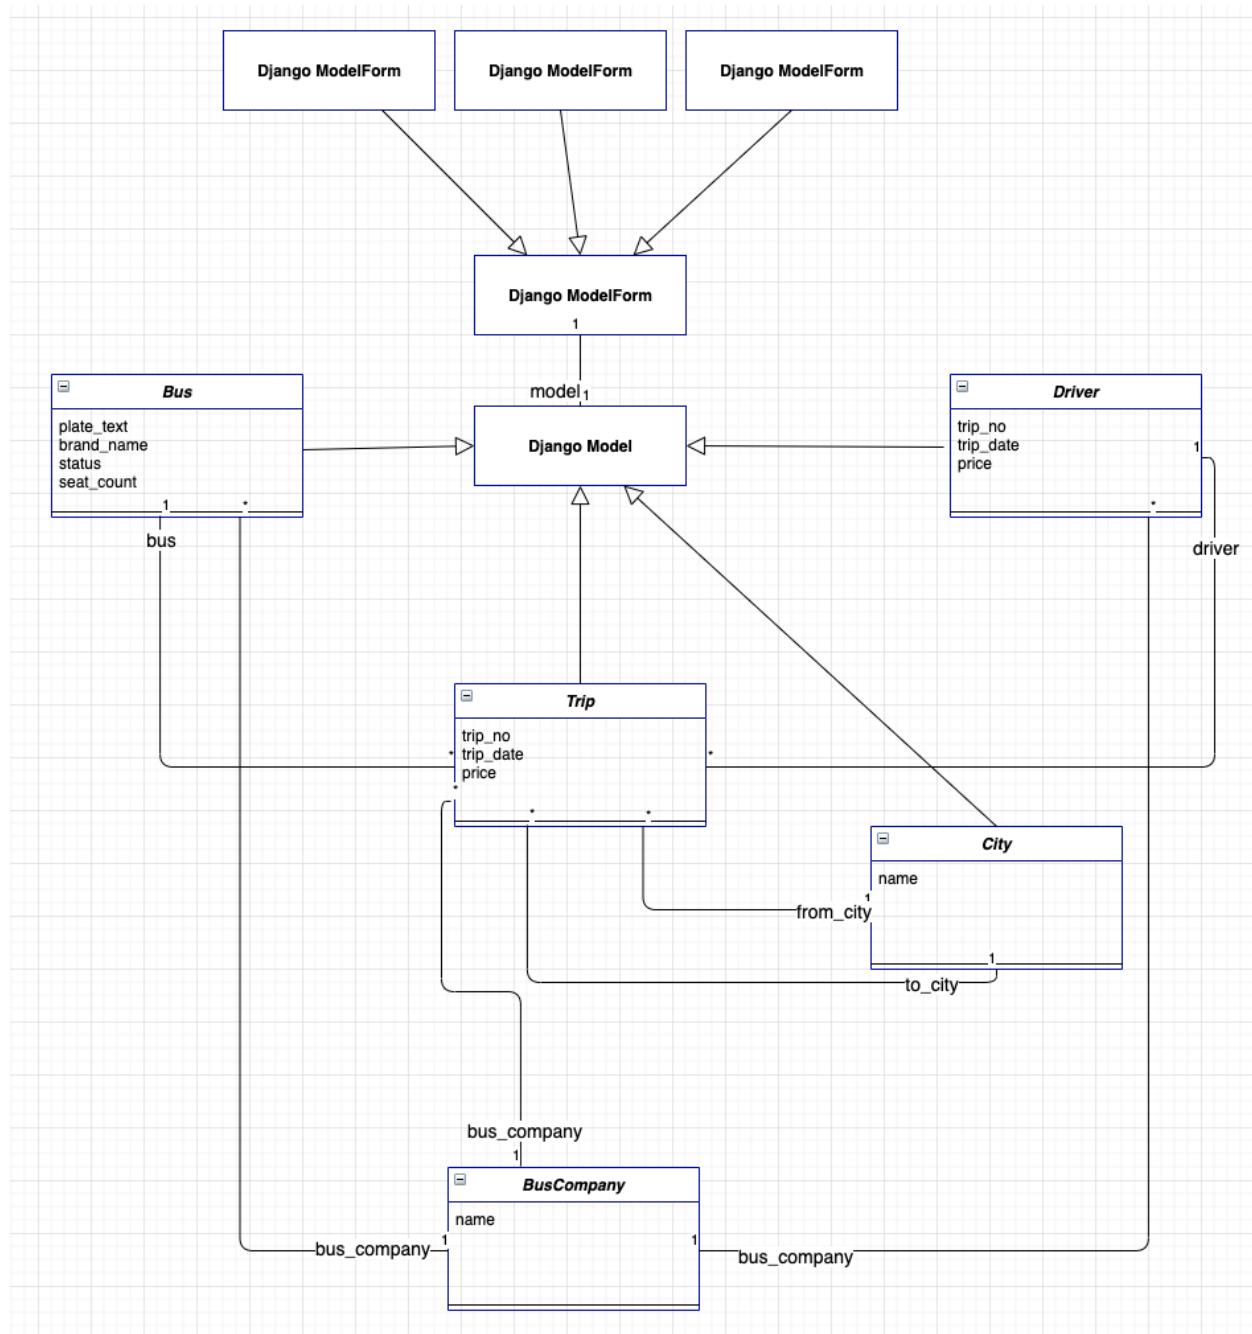 Django ModelForm
Django ModelForm
Django ModelForm
Django ModelForm
1
model
1
Bus
plate_text
brand_name
status
seat_count
1
*
bus
Django Model
Driver
trip_no
trip_date
price
1
*
driver
Trip
trip_no
trip_date
price
*
*
*
*
*
City
name
1
from_city
1
to_city
bus_company
1
BusCompany
name
1
1
bus_company
bus_company